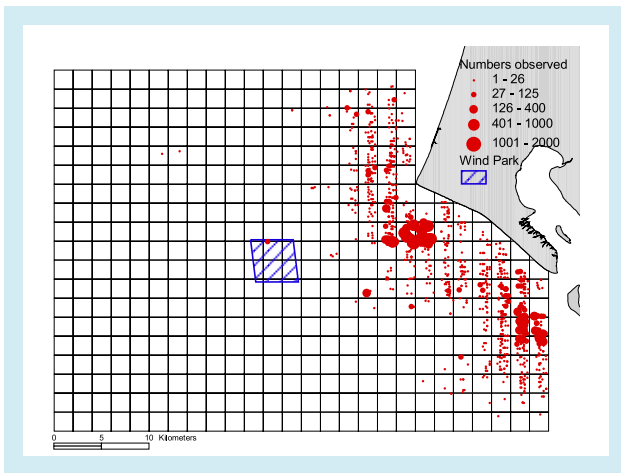 Numbers observed
1 - 26
27 - 125
126 - 400
401 - 1000
1001 - 2000
Wind Park
0 5 10 Kilometers